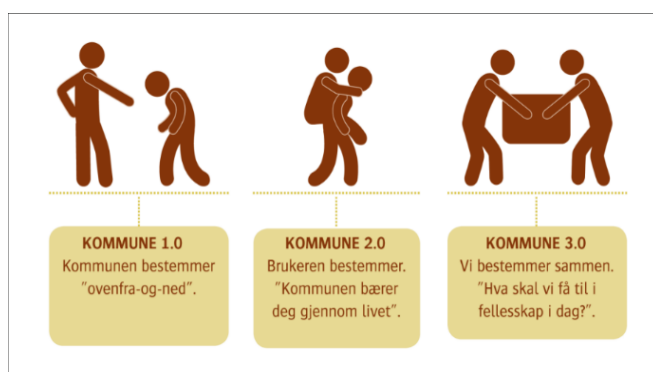 KOMMUNE 1.0
Kommunen bestemmer
"ovenfra-og-ned".
KOMMUNE 2.0
Brukeren bestemmer.
"Kommunen bærer
deg gjennom livet".
KOMMUNE 3.0
Vi bestemmer sammen.
"Hva skal vi få til i
fellesskap i dag?".